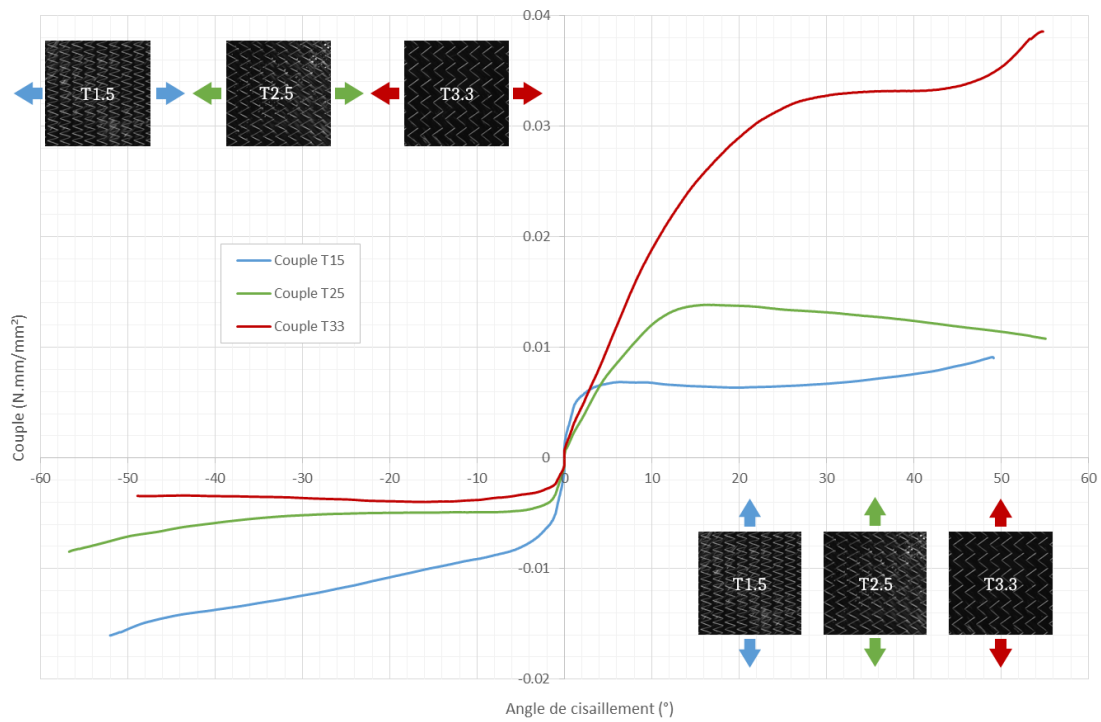 0.04
T1.5 T2.5 T3.3
0.03
0.02
Couple T15
Couple T25
Couple T33
0.01
Couple (N.mm/mm²)
0
-60 -50 -40 -30 -20 -10 0 10 20 30 40 50 60
T1.5 T2.5 T3.3
-0.01
-0.02
Angle de cisaillement (°)